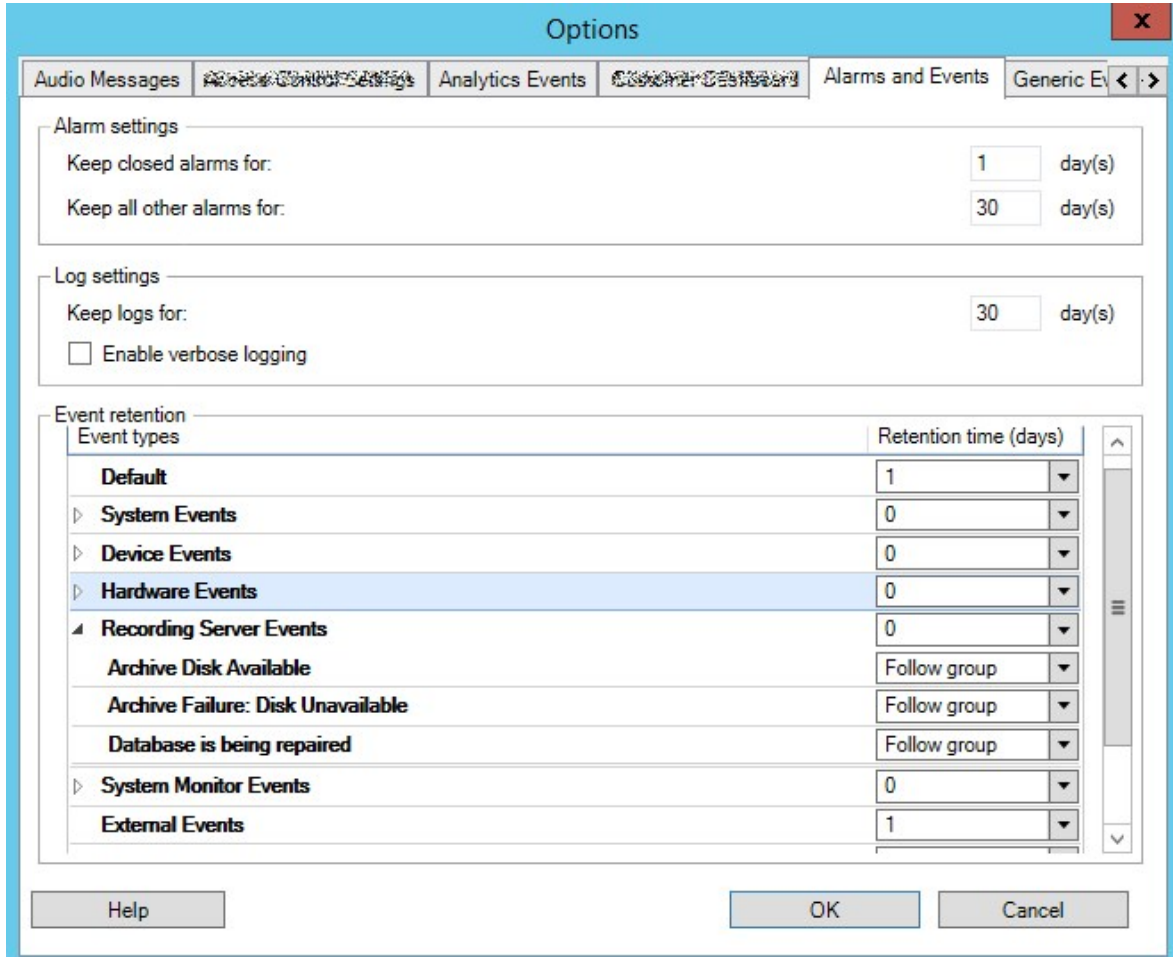 Options
x
Audio Messages Analytics Events Alarms and Events Generic
Alarm settings
Keep closed alarms for: 1 day(s)
Keep all other alarms for: 30 day(s)
Log settings
Keep logs for: 30 day(s)
Enable verbose logging
Event retention
Event types Retention time (days)
Default 1
System Events 0
Device Events 0
Hardware Events 0
Recording Server Events 0
Archive Disk Available Follow group
Archive Failure: Disk Unavailable Follow group
Database is being repaired Follow group
System Monitor Events 0
External Events 1
Help OK Cancel